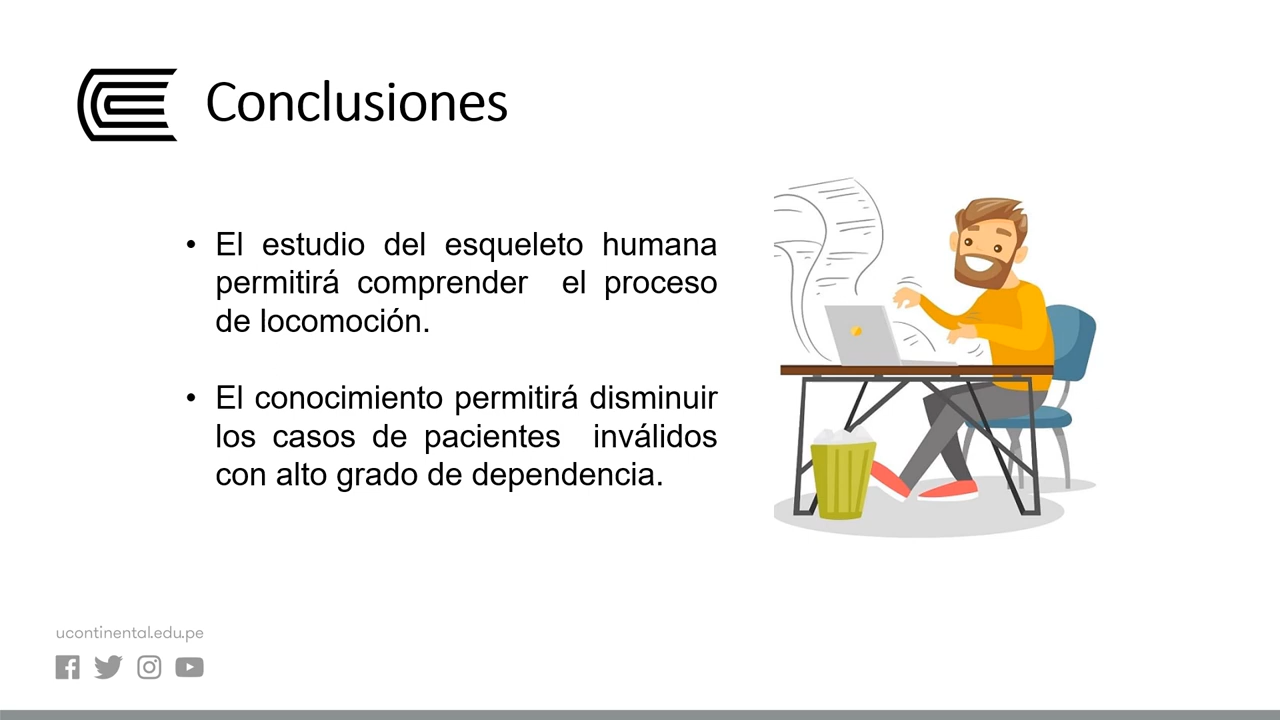 Conclusiones
• El estudio del esqueleto humana
permitirá comprender el proceso
de locomoción.
• El conocimiento permitirá disminuir
los casos de pacientes inválidos
con alto grado de dependencia.
ucontinental.edu.pe